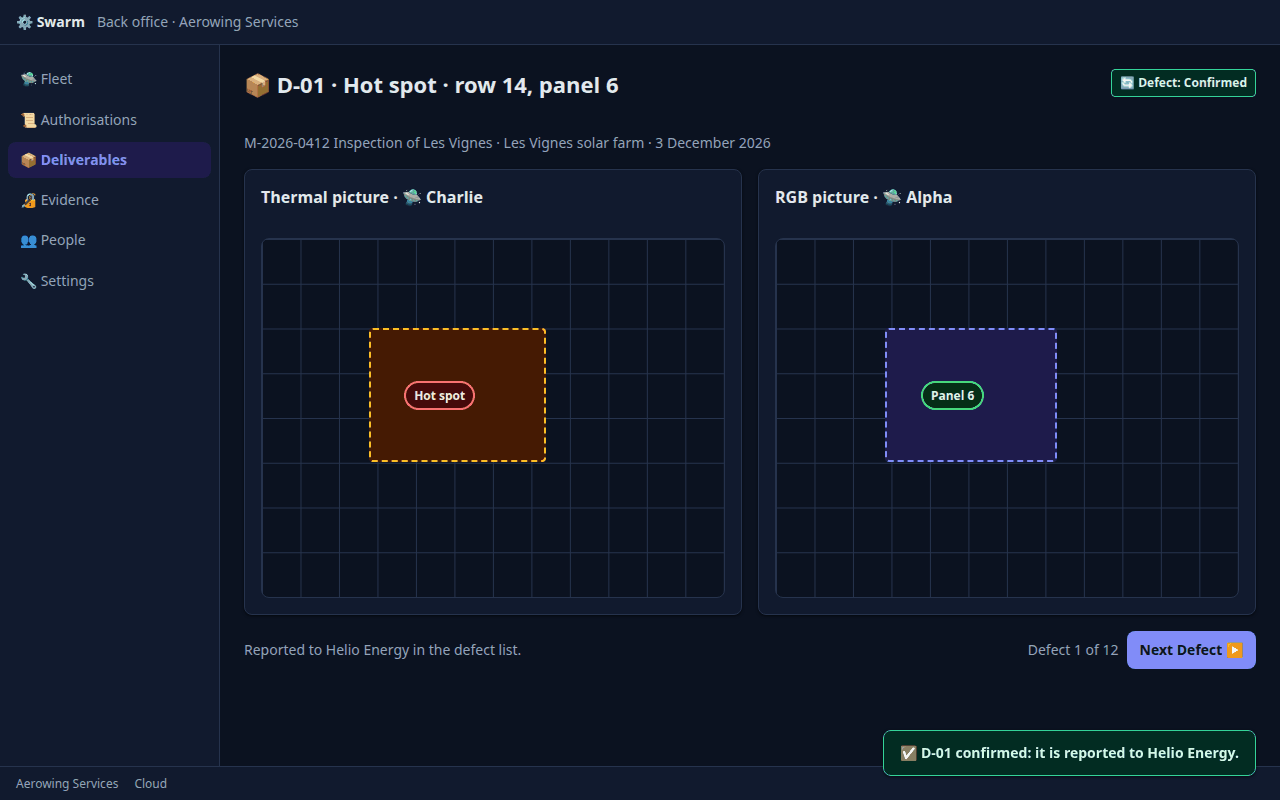 ⚙️ Swarm Back office · Aerowing Services
🛸 Fleet
📜 Authorisations
📦 Deliverables
🔏 Evidence
👥 People
🔧 Settings
📦 D-01 · Hot spot · row 14, panel 6
🔄 Defect: Confirmed
M-2026-0412 Inspection of Les Vignes · Les Vignes solar farm · 3 December 2026
Thermal picture · 🛸 Charlie
Hot spot
RGB picture · 🛸 Alpha
Panel 6
Reported to Helio Energy in the defect list.
Defect 1 of 12
Next Defect ▶️
✅ D-01 confirmed: it is reported to Helio Energy.
Aerowing Services Cloud